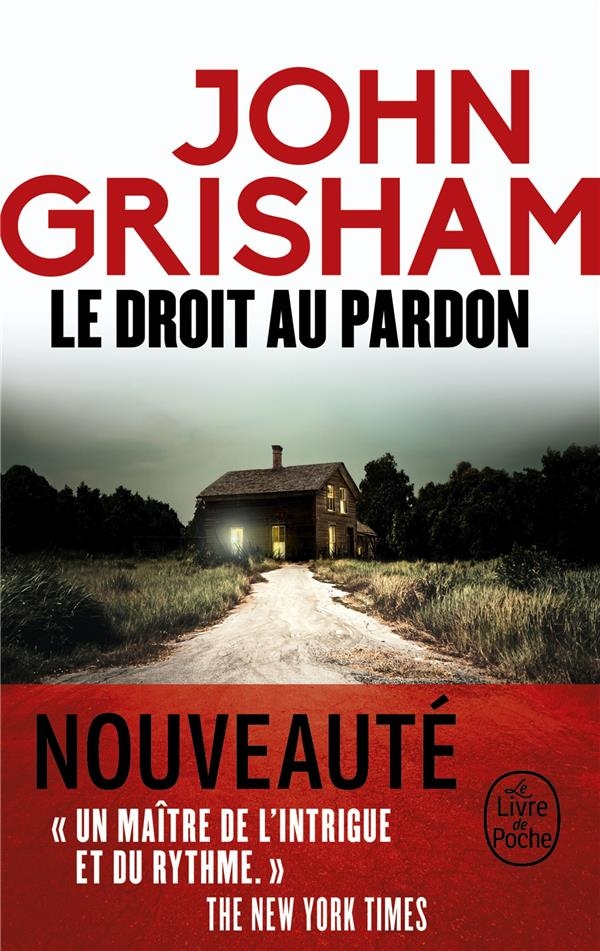 JOHN
GRISHAM
LE DROIT AU PARDON
NOUVEAUTÉ
« UN MAÎTRE DE L'INTRIGUE
ET DU RYTHME. »
THE NEW YORK TIMES
Le
Livre
de
Poche